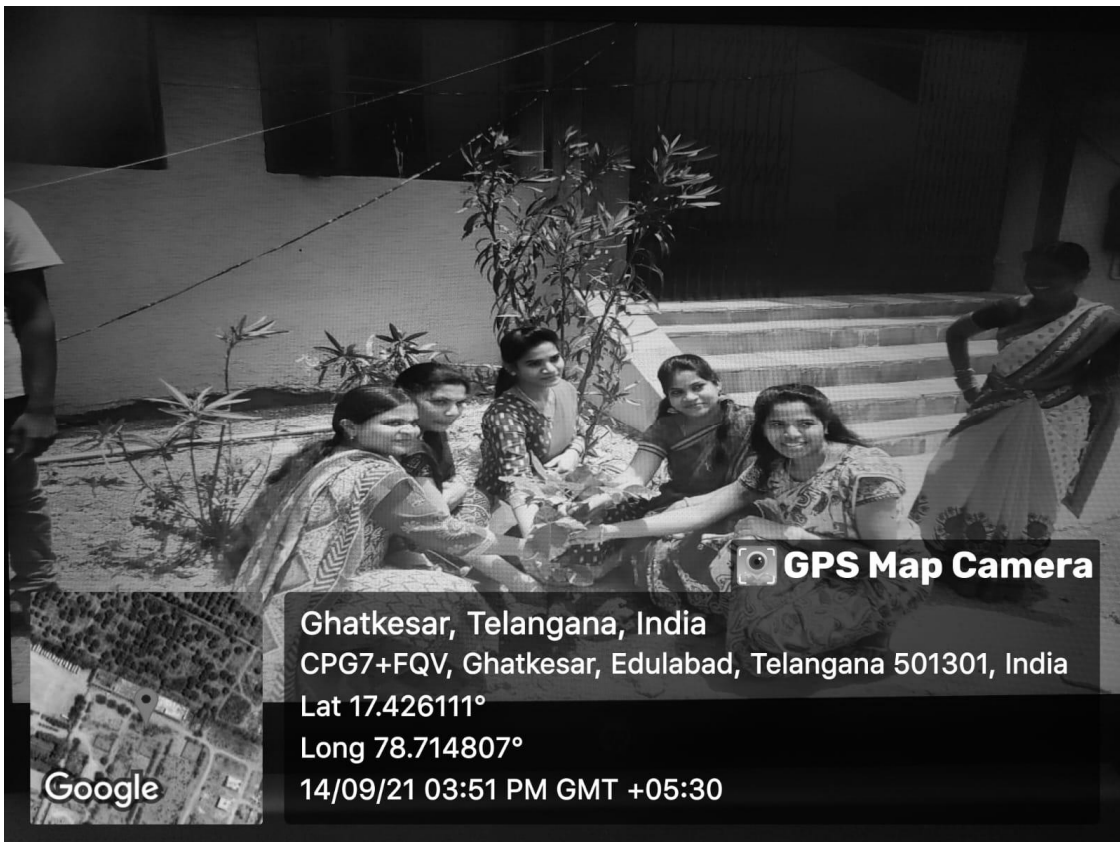 GPS Map Camera
Ghatkesar, Telangana, India
CPG7+FQV, Ghatkesar, Edulabad, Telangana 501301, India
Lat 17.426111°
Long 78.714807°
14/09/21 03:51 PM GMT +05:30
Google